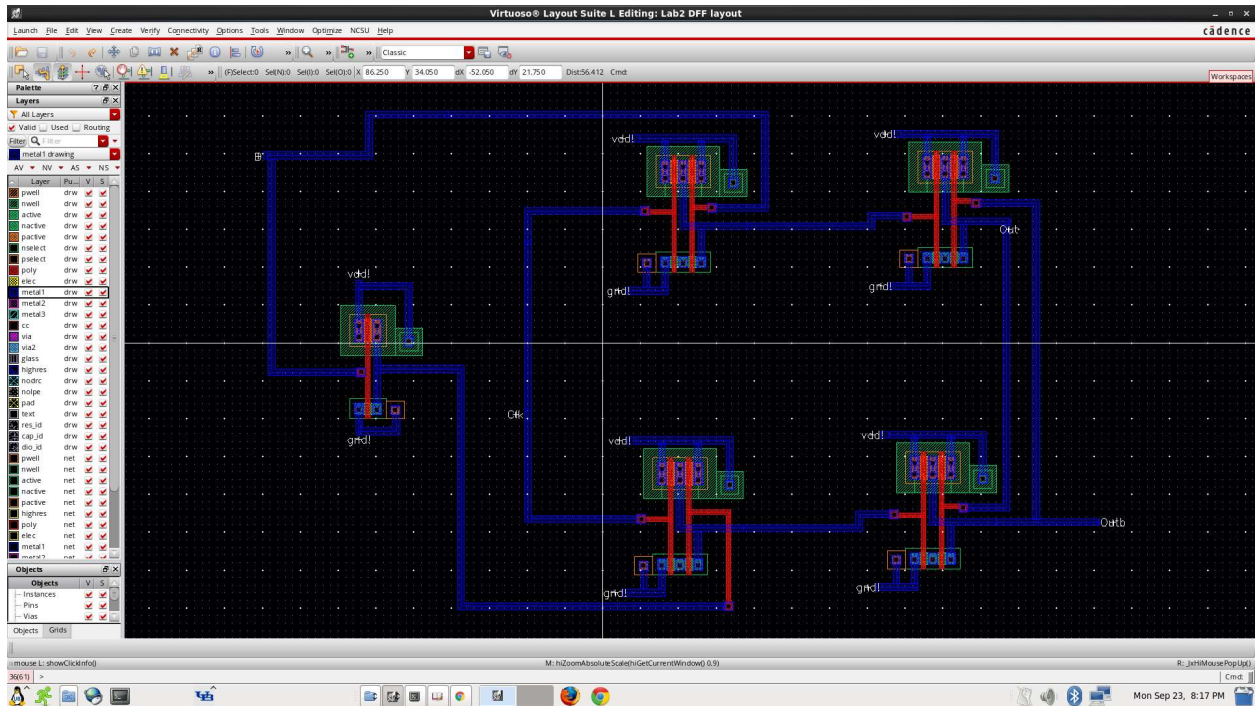 Virtuoso® Layout Suite L Editing: Lab2 DFF layout
Launch File Edit View Create Verify Connectivity Options Tools Window Optimize NCSU Help
cādence
» » » Classic
» (F)Select:0 Sel(N):0 Sel(I):0 Sel(O):0 X 86.250 Y 34.050 dX -52.050 dY 21.750 Dist:56.412 Cmd:
Workspaces
Palette
Layers
All Layers
Valid Used Routing
Filter Filter
metal1 drawing
AV NV AS NS
Layer Pu... V S
pwell drw
nwell drw
active drw
nactive drw
pactive drw
nselect drw
pselect drw
poly drw
elec drw
metal1 drw
metal2 drw
metal3 drw
cc drw
via drw
via2 drw
glass drw
highres drw
nodrc drw
nolpe drw
pad drw
text drw
res_id drw
cap_id drw
dio_id drw
pwell net
nwell net
active net
nactive net
pactive net
highres net
poly net
elec net
metal1 net
metal2 net
Objects
Objects V S
Instances
Pins
Vias
Objects Grids
vdd!
vdd!
Out
vdd!
gnd!
gnd!
Clk
gnd!
vdd!
vdd!
Outb
gnd!
gnd!
mouse L: showClickInfo() M: hiZoomAbsoluteScale(hiGetCurrentWindow() 0.9) R: _lxHiMousePopUp()
36(61) > Cmd:
UB
Mon Sep 23, 8:17 PM